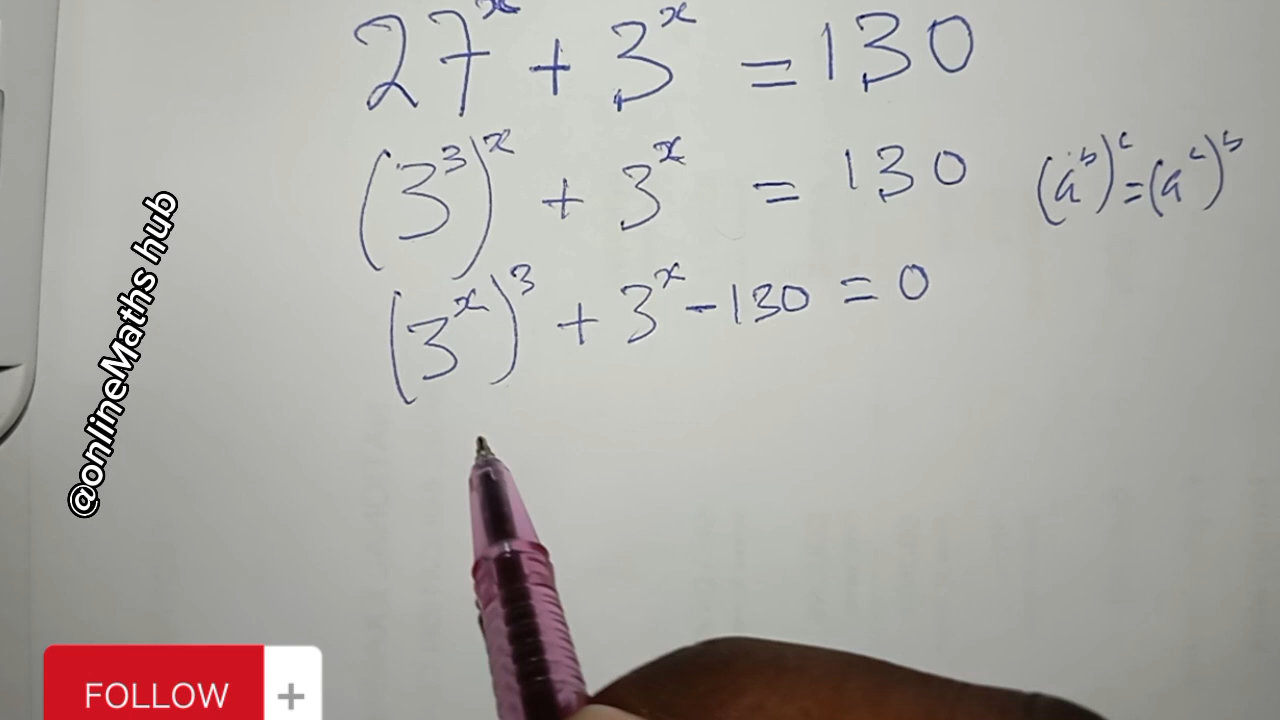 27^x + 3^x = 130
(3^3)^x + 3^x = 130 (a^b)^c = (a^c)^b
(3^x)^3 + 3^x - 130 = 0
@onlineMaths hub
FOLLOW +